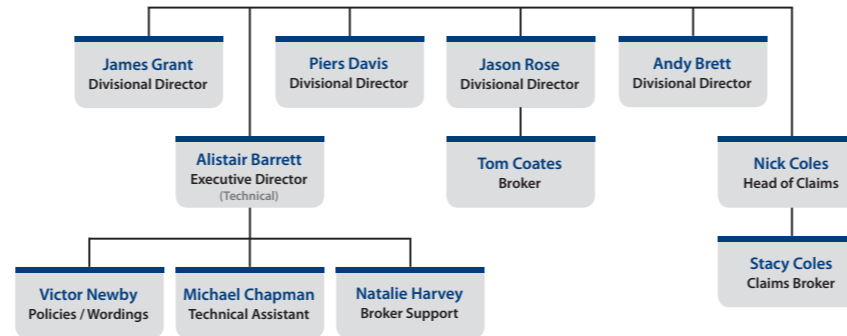 James Grant
Divisional Director
Piers Davis
Divisional Director
Jason Rose
Divisional Director
Andy Brett
Divisional Director
Alistair Barrett
Executive Director
(Technical)
Tom Coates
Broker
Nick Coles
Head of Claims
Stacy Coles
Claims Broker
Victor Newby
Policies / Wordings
Michael Chapman
Technical Assistant
Natalie Harvey
Broker Support